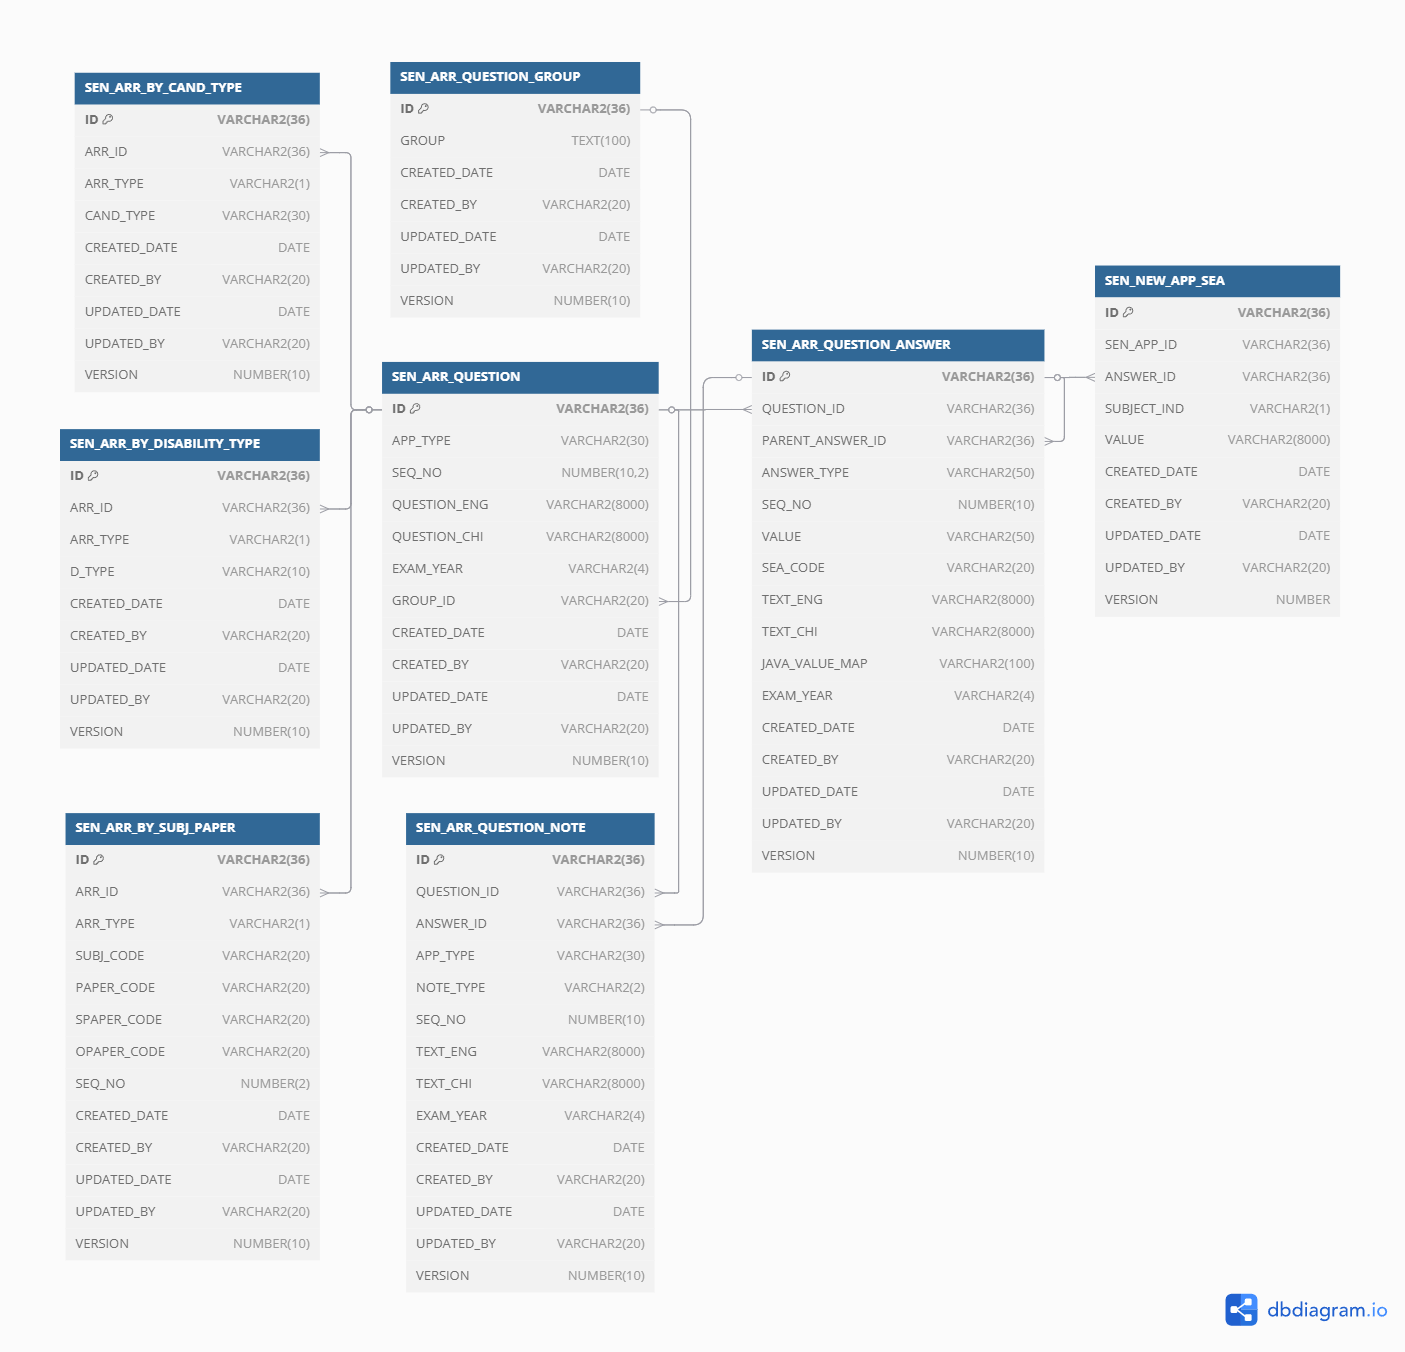 SEN_ARR_BY_CAND_TYPE
ID VARCHAR2(36)
ARR_ID VARCHAR2(36)
ARR_TYPE VARCHAR2(1)
CAND_TYPE VARCHAR2(30)
CREATED_DATE DATE
CREATED_BY VARCHAR2(20)
UPDATED_DATE DATE
UPDATED_BY VARCHAR2(20)
VERSION NUMBER(10)
SEN_ARR_BY_DISABILITY_TYPE
ID VARCHAR2(36)
ARR_ID VARCHAR2(36)
ARR_TYPE VARCHAR2(1)
D_TYPE VARCHAR2(10)
CREATED_DATE DATE
CREATED_BY VARCHAR2(20)
UPDATED_DATE DATE
UPDATED_BY VARCHAR2(20)
VERSION NUMBER(10)
SEN_ARR_BY_SUBJ_PAPER
ID VARCHAR2(36)
ARR_ID VARCHAR2(36)
ARR_TYPE VARCHAR2(1)
SUBJ_CODE VARCHAR2(20)
PAPER_CODE VARCHAR2(20)
SPAPER_CODE VARCHAR2(20)
OPAPER_CODE VARCHAR2(20)
SEQ_NO NUMBER(2)
CREATED_DATE DATE
CREATED_BY VARCHAR2(20)
UPDATED_DATE DATE
UPDATED_BY VARCHAR2(20)
VERSION NUMBER(10)
SEN_ARR_QUESTION_GROUP
ID VARCHAR2(36)
GROUP TEXT(100)
CREATED_DATE DATE
CREATED_BY VARCHAR2(20)
UPDATED_DATE DATE
UPDATED_BY VARCHAR2(20)
VERSION NUMBER(10)
SEN_ARR_QUESTION
ID VARCHAR2(36)
APP_TYPE VARCHAR2(30)
SEQ_NO NUMBER(10,2)
QUESTION_ENG VARCHAR2(8000)
QUESTION_CHI VARCHAR2(8000)
EXAM_YEAR VARCHAR2(4)
GROUP_ID VARCHAR2(20)
CREATED_DATE DATE
CREATED_BY VARCHAR2(20)
UPDATED_DATE DATE
UPDATED_BY VARCHAR2(20)
VERSION NUMBER(10)
SEN_ARR_QUESTION_NOTE
ID VARCHAR2(36)
QUESTION_ID VARCHAR2(36)
ANSWER_ID VARCHAR2(36)
APP_TYPE VARCHAR2(30)
NOTE_TYPE VARCHAR2(2)
SEQ_NO NUMBER(10)
TEXT_ENG VARCHAR2(8000)
TEXT_CHI VARCHAR2(8000)
EXAM_YEAR VARCHAR2(4)
CREATED_DATE DATE
CREATED_BY VARCHAR2(20)
UPDATED_DATE DATE
UPDATED_BY VARCHAR2(20)
VERSION NUMBER(10)
SEN_ARR_QUESTION_ANSWER
ID VARCHAR2(36)
QUESTION_ID VARCHAR2(36)
PARENT_ANSWER_ID VARCHAR2(36)
ANSWER_TYPE VARCHAR2(50)
SEQ_NO NUMBER(10)
VALUE VARCHAR2(50)
SEA_CODE VARCHAR2(20)
TEXT_ENG VARCHAR2(8000)
TEXT_CHI VARCHAR2(8000)
JAVA_VALUE_MAP VARCHAR2(100)
EXAM_YEAR VARCHAR2(4)
CREATED_DATE DATE
CREATED_BY VARCHAR2(20)
UPDATED_DATE DATE
UPDATED_BY VARCHAR2(20)
VERSION NUMBER(10)
SEN_NEW_APP_SEA
ID VARCHAR2(36)
SEN_APP_ID VARCHAR2(36)
ANSWER_ID VARCHAR2(36)
SUBJECT_IND VARCHAR2(1)
VALUE VARCHAR2(8000)
CREATED_DATE DATE
CREATED_BY VARCHAR2(20)
UPDATED_DATE DATE
UPDATED_BY VARCHAR2(20)
VERSION NUMBER
dbdiagram.io